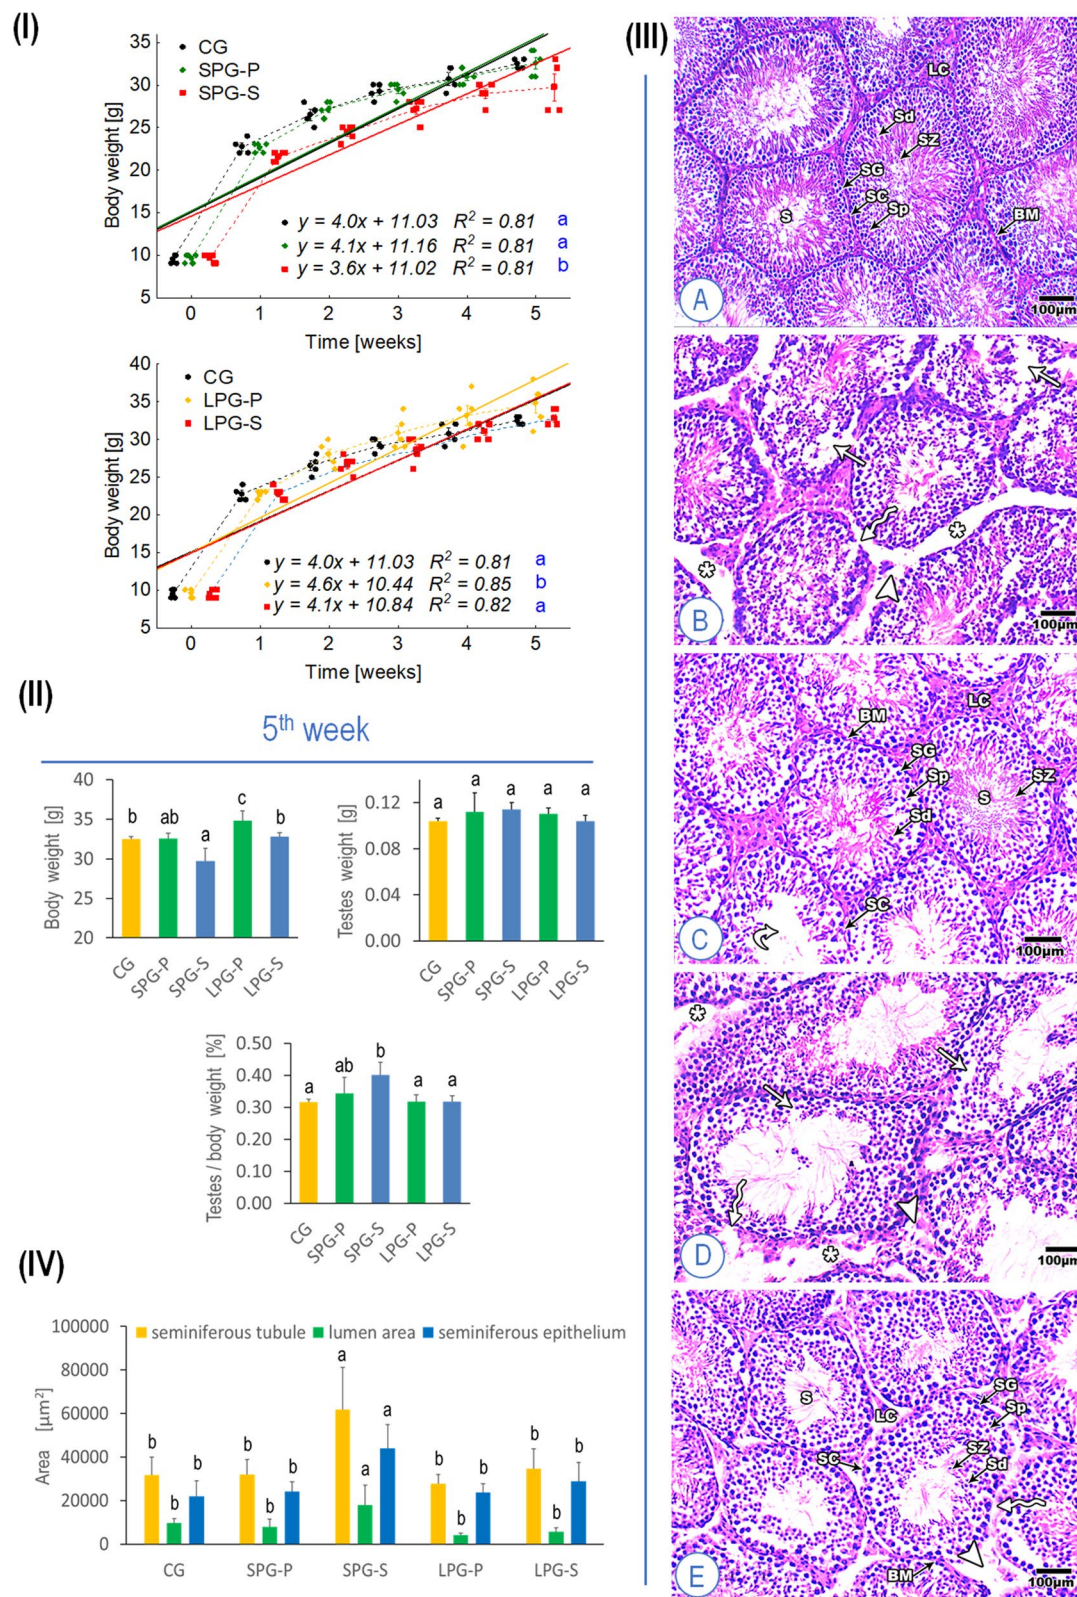 (I)
35
30
25
20
15
10
5
Body weight [g]
CG
SPG-P
SPG-S
y = 4.0x + 11.03 R² = 0.81 a
y = 4.1x + 11.16 R² = 0.81 a
y = 3.6x + 11.02 R² = 0.81 b
0 1 2 3 4 5
Time [weeks]
40
35
30
25
20
15
10
5
Body weight [g]
CG
LPG-P
LPG-S
y = 4.0x + 11.03 R² = 0.81 a
y = 4.6x + 10.44 R² = 0.85 b
y = 4.1x + 10.84 R² = 0.82 a
0 1 2 3 4 5
Time [weeks]
(II)
5th week
40
35
30
25
20
Body weight [g]
b ab a c b
CG SPG-P SPG-S LPG-P LPG-S
0.12
0.08
0.04
0.00
Testes weight [g]
a a a a a
CG SPG-P SPG-S LPG-P LPG-S
0.50
0.40
0.30
0.20
0.10
0.00
Testes / body weight [%]
a ab b a a
CG SPG-P SPG-S LPG-P LPG-S
(IV)
100000
80000
60000
40000
20000
0
Area [µm²]
seminiferous tubule lumen area seminiferous epithelium
b b b
b b b
a a a
b b b
b b b
CG SPG-P SPG-S LPG-P LPG-S
(III)
LC
Sd
SZ
SG
SC
S
Sp
BM
A
100µm
*
*
B
100µm
BM
LC
SG
Sp
SZ
S
Sd
SC
C
100µm
*
*
D
100µm
SG
S
Sp
LC
SZ
SC
Sd
BM
E
100µm